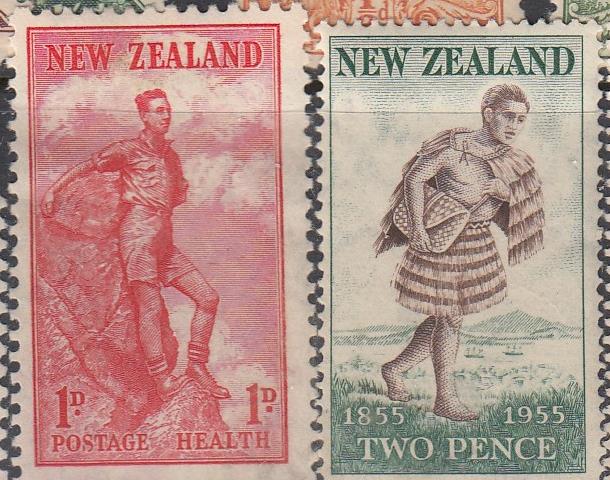 NEW ZEALAND
1D 1D
POSTAGE HEALTH
NEW ZEALAND
1855 1955
TWO PENCE